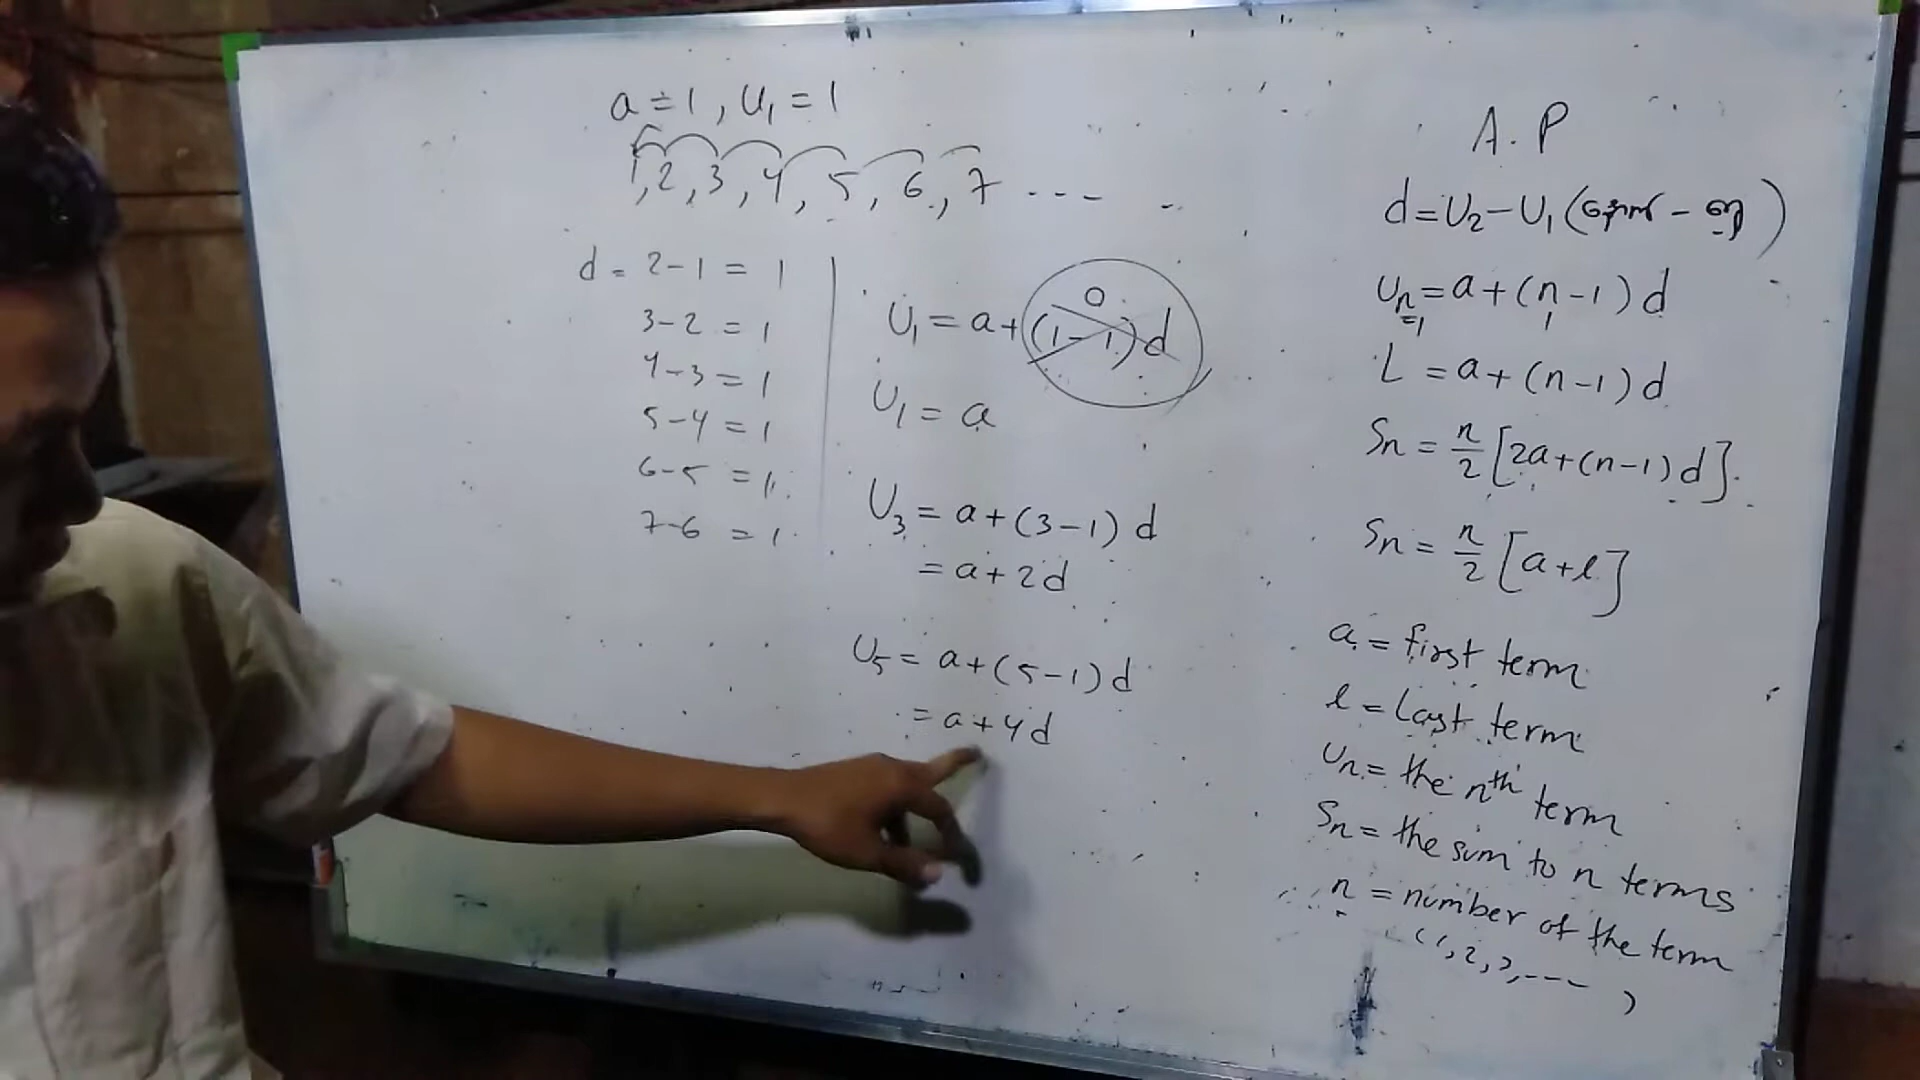 a = 1 , U₁ = 1
1, 2, 3, 4, 5, 6, 7 ----
d = 2-1 = 1
3-2 = 1
4-3 = 1
5-4 = 1
6-5 = 1
7-6 = 1
U₁ = a+(1-1)d
0
U₁ = a
U₃ = a+(3-1)d
= a+2d
U₅ = a+(5-1)d
= a+4d
A.P
d = U₂-U₁ ( - )
Uₙ = a+(n-1)d
=1 1
L = a+(n-1)d
Sₙ = n/2 [2a+(n-1)d]
Sₙ = n/2 [a+l]
a = first term
l = last term
Uₙ = the nᵗʰ term
Sₙ = the sum to n terms
n = number of the term
(1, 2, 3, --- )